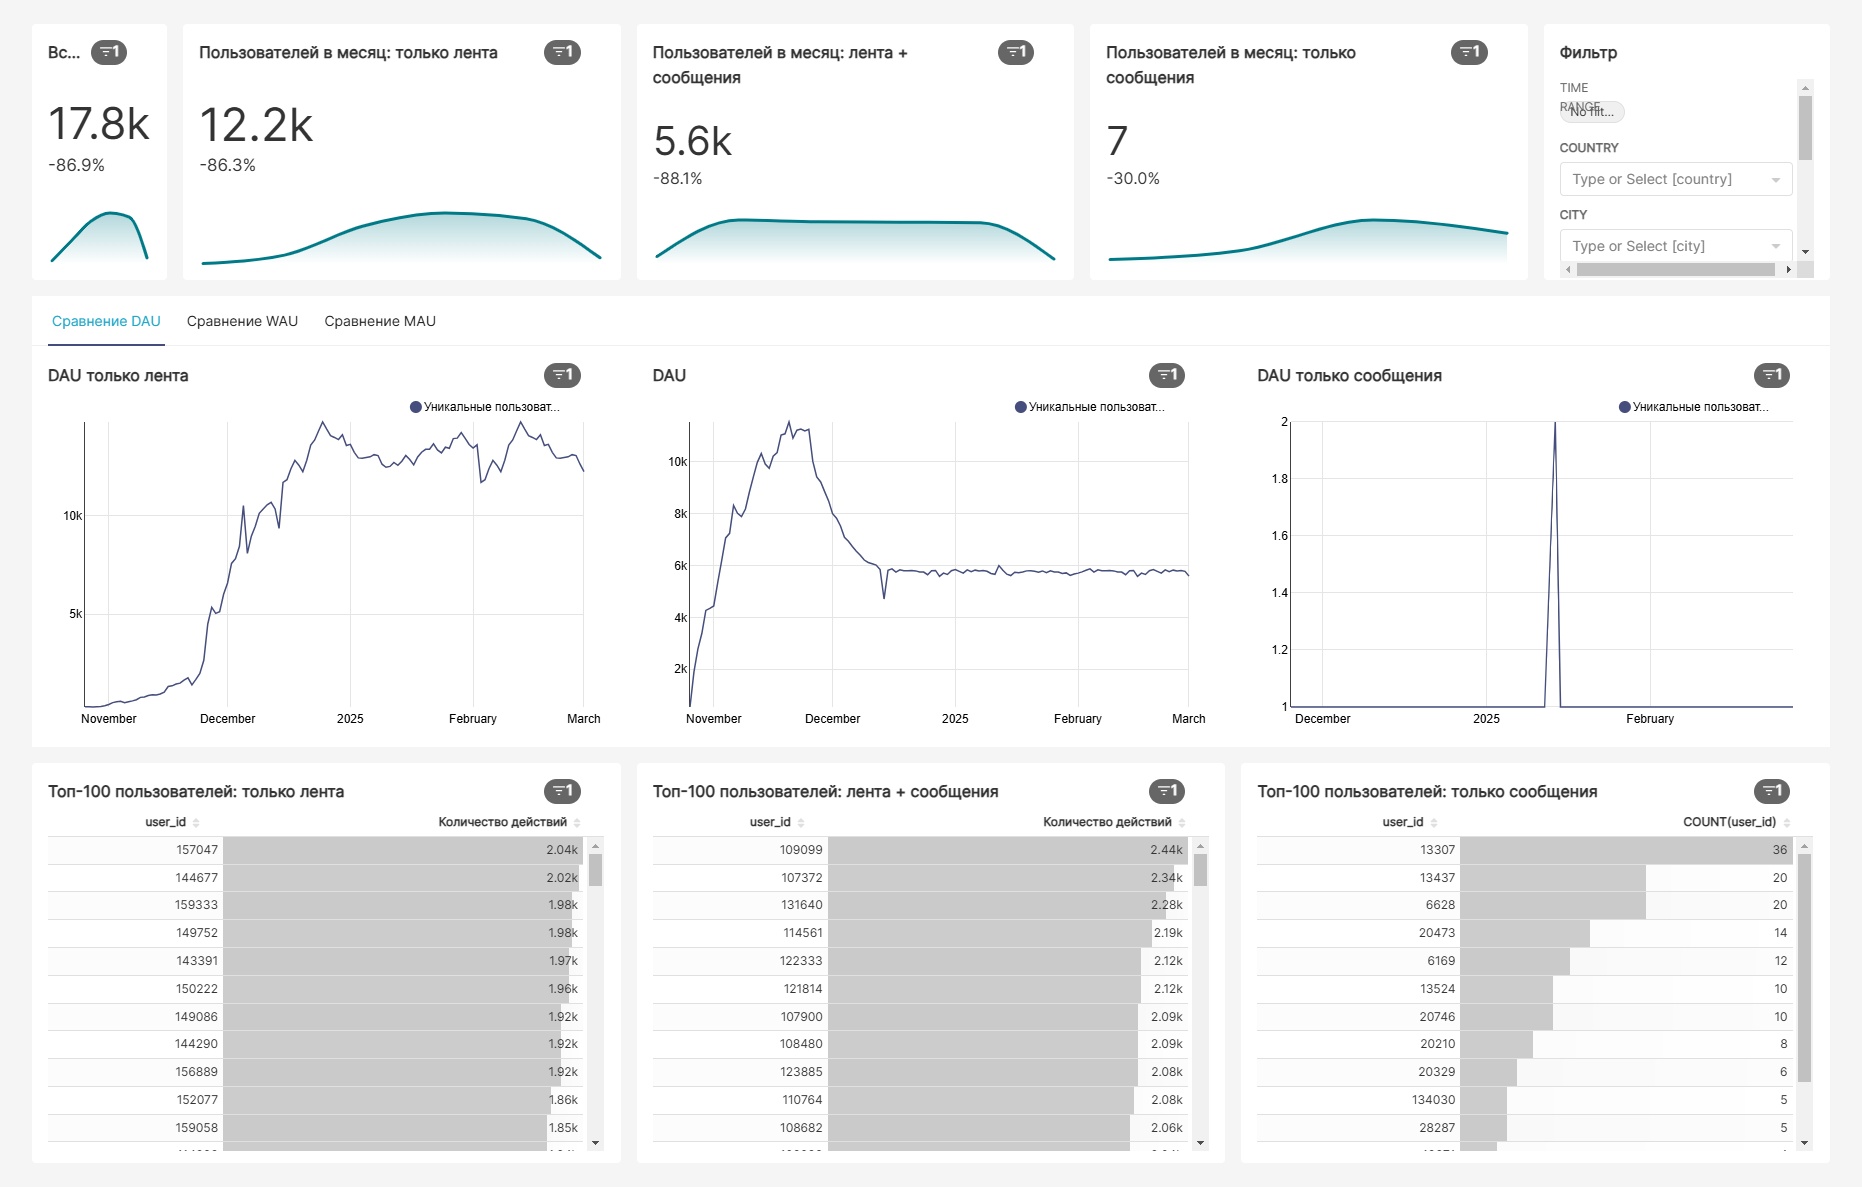 Вс...
1
17.8k
-86.9%
Пользователей в месяц: только лента
1
12.2k
-86.3%
Пользователей в месяц: лента +
сообщения
1
5.6k
-88.1%
Пользователей в месяц: только
сообщения
1
7
-30.0%
Фильтр
TIME
RANGE
No filt...
COUNTRY
Type or Select [country]
CITY
Type or Select [city]
Сравнение DAU
Сравнение WAU
Сравнение MAU
DAU только лента
1
Уникальные пользоват...
10k
5k
November December 2025 February March
DAU
1
Уникальные пользоват...
10k
8k
6k
4k
2k
November December 2025 February March
DAU только сообщения
1
Уникальные пользоват...
2
1.8
1.6
1.4
1.2
1
December 2025 February
Топ-100 пользователей: только лента
1
user_id Количество действий
157047 2.04k
144677 2.02k
159333 1.98k
149752 1.98k
143391 1.97k
150222 1.96k
149086 1.92k
144290 1.92k
156889 1.92k
152077 1.86k
159058 1.85k
Топ-100 пользователей: лента + сообщения
1
user_id Количество действий
109099 2.44k
107372 2.34k
131640 2.28k
114561 2.19k
122333 2.12k
121814 2.12k
107900 2.09k
108480 2.09k
123885 2.08k
110764 2.08k
108682 2.06k
Топ-100 пользователей: только сообщения
1
user_id COUNT(user_id)
13307 36
13437 20
6628 20
20473 14
6169 12
13524 10
20746 10
20210 8
20329 6
134030 5
28287 5